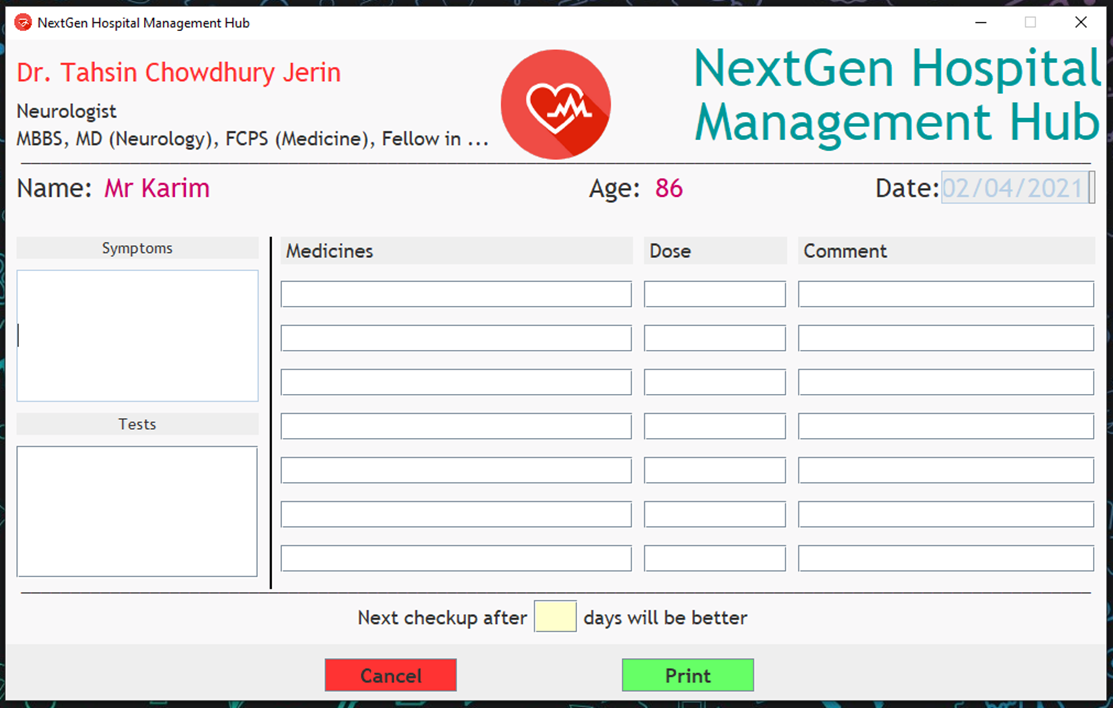 NextGen Hospital Management Hub
Dr. Tahsin Chowdhury Jerin
Neurologist
MBBS, MD (Neurology), FCPS (Medicine), Fellow in ...
NextGen Hospital
Management Hub
Name: Mr Karim Age: 86 Date: 02/04/2021
Symptoms
Tests
Medicines Dose Comment
Next checkup after days will be better
Cancel Print